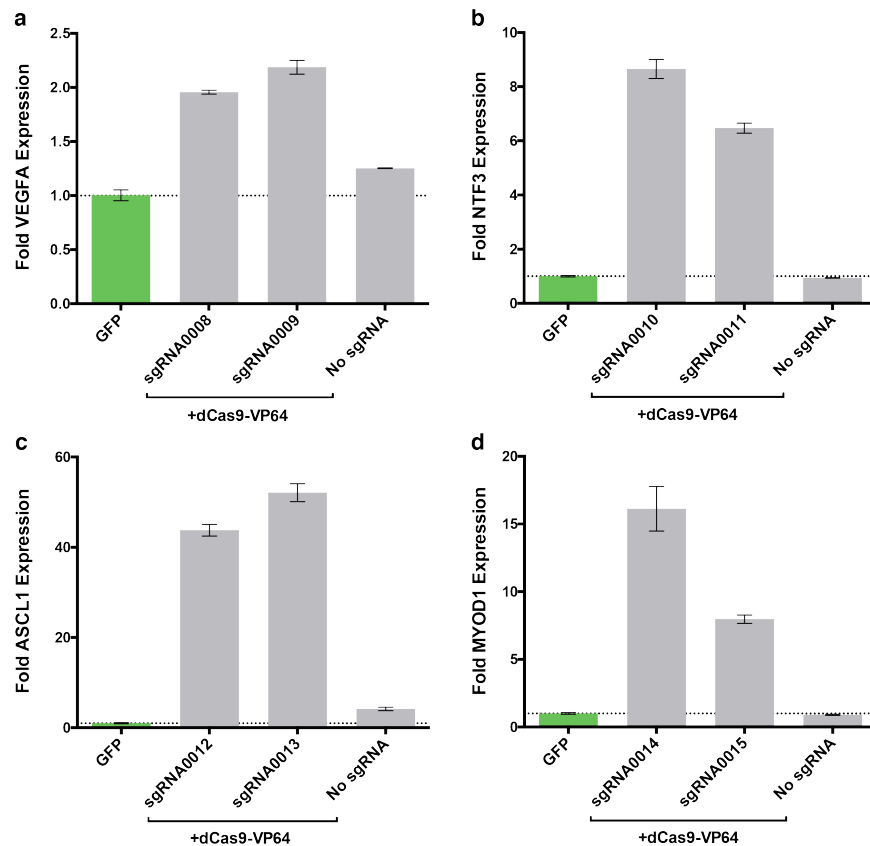 a
Fold VEGFA Expression
2.5
2.0
1.5
1.0
0.5
0.0
GFP
sgRNA0008
sgRNA0009
No sgRNA
+dCas9-VP64
b
Fold NTF3 Expression
10
8
6
4
2
0
GFP
sgRNA0010
sgRNA0011
No sgRNA
+dCas9-VP64
c
Fold ASCL1 Expression
60
40
20
0
GFP
sgRNA0012
sgRNA0013
No sgRNA
+dCas9-VP64
d
Fold MYOD1 Expression
20
15
10
5
0
GFP
sgRNA0014
sgRNA0015
No sgRNA
+dCas9-VP64